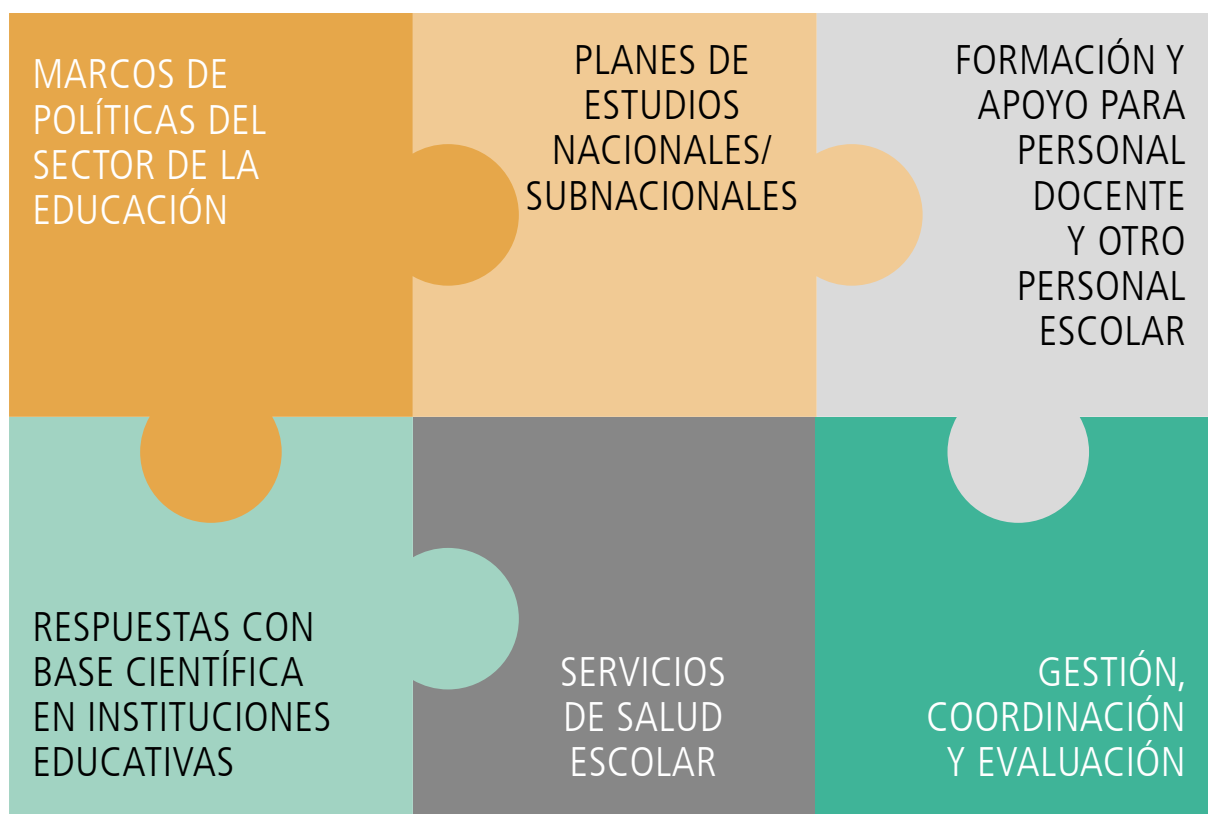 MARCOS DE
POLÍTICAS DEL
SECTOR DE LA
EDUCACIÓN
PLANES DE
ESTUDIOS
NACIONALES/
SUBNACIONALES
FORMACIÓN Y
APOYO PARA
PERSONAL
DOCENTE
Y OTRO
PERSONAL
ESCOLAR
RESPUESTAS CON
BASE CIENTÍFICA
EN INSTITUCIONES
EDUCATIVAS
SERVICIOS
DE SALUD
ESCOLAR
GESTIÓN,
COORDINACIÓN
Y EVALUACIÓN